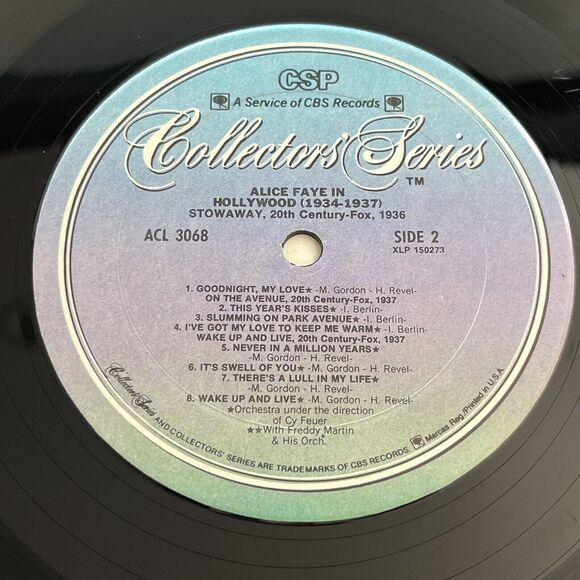 CSP
A Service of CBS Records
Collectors' Series™
ALICE FAYE IN
HOLLYWOOD (1934-1937)
STOWAWAY, 20th Century-Fox, 1936
ACL 3068
SIDE 2
XLP 150273
1. GOODNIGHT, MY LOVE★ -M. Gordon - H. Revel-
ON THE AVENUE, 20th Century-Fox, 1937
2. THIS YEAR'S KISSES★ -I. Berlin-
3. SLUMMING ON PARK AVENUE★ -I. Berlin-
4. I'VE GOT MY LOVE TO KEEP ME WARM★ -I. Berlin-
WAKE UP AND LIVE, 20th Century-Fox, 1937
5. NEVER IN A MILLION YEARS★
-M. Gordon - H. Revel-
6. IT'S SWELL OF YOU★ -M. Gordon - H. Revel-
7. THERE'S A LULL IN MY LIFE★
-M. Gordon - H. Revel-
8. WAKE UP AND LIVE★ -M. Gordon - H. Revel-
★Orchestra under the direction
of Cy Feuer
★★With Freddy Martin
& His Orch.
Collectors' Series AND COLLECTORS' SERIES ARE TRADEMARKS OF CBS RECORDS Marcas Reg./Printed in U.S.A.